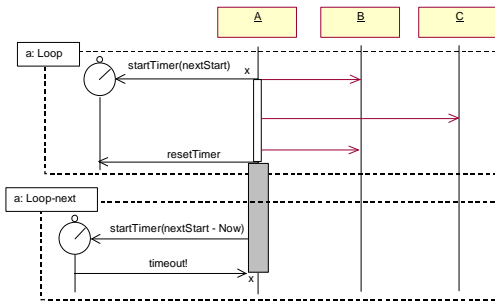 A
B
C
a: Loop
startTimer(nextStart)
x
resetTimer
a: Loop-next
startTimer(nextStart - Now)
timeout!
x